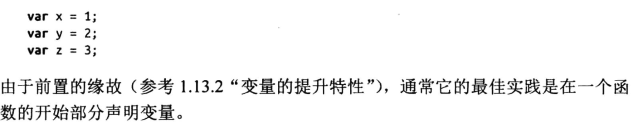 var x = 1;
var y = 2;
var z = 3;
由于前置的缘故（参考 1.13.2“变量的提升特性”），通常它的最佳实践是在一个函
数的开始部分声明变量。